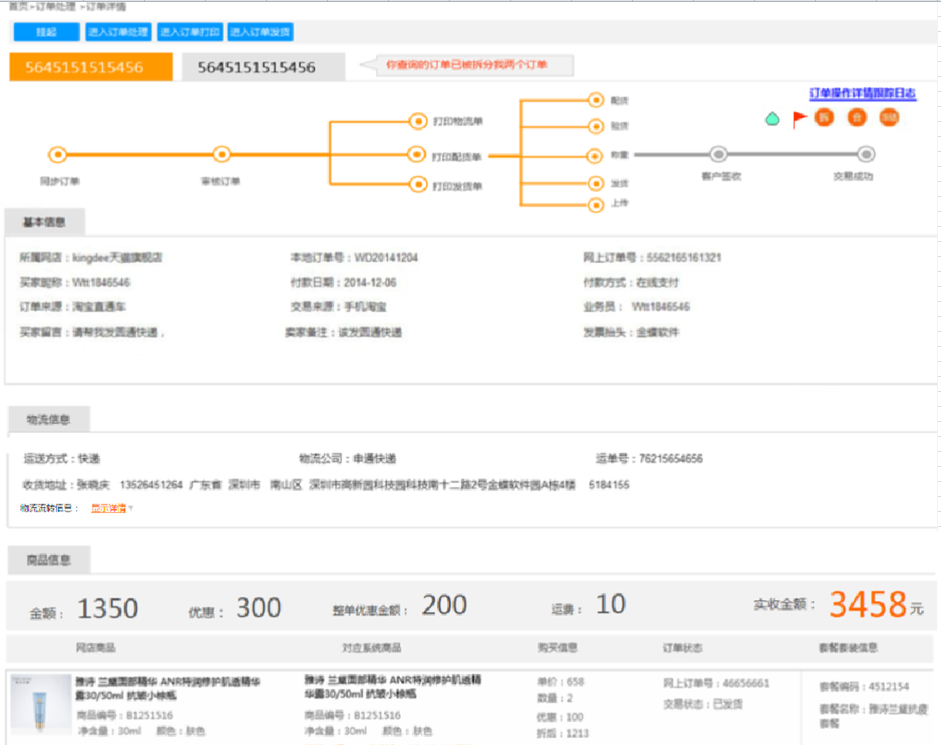 首页>订单处理 >订单详情
挂起 进入订单处理 进入订单打印 进入订单发货
5645151515456 5645151515456 你查询的订单已被拆分我两个订单
订单操作详情跟踪日志
配货
拆 合
打印物流单 验货
同步订单 审核订单 打印配货单 称重 客户签收 交易成功
打印发货单 发货
上传
基本信息
所属网店：kingdee天猫旗舰店 本地订单号：WD20141204 网上订单号：5562165161321
买家昵称：Wtt1846546 付款日期：2014-12-06 付款方式：在线支付
订单来源：淘宝直通车 交易来源：手机淘宝 业务员： Wtt1846546
买家留言：请帮我发圆通快递， 卖家备注：该发圆通快递 发票抬头：金蝶软件
物流信息
运送方式：快递 物流公司：申通快递 运单号：76215654656
收货地址：张晓庆 13526451264 广东省 深圳市 南山区 深圳市高新园科技园科技南十二路2号金蝶软件园A栋4楼 5184155
物流流转信息： 显示详情
商品信息
金额：1350 优惠：300 整单优惠金额：200 运费：10 实收金额：3458元
网店商品 对应系统商品 购买信息 订单状态 套餐套装信息
雅诗 兰黛面部精华 ANR特润修护肌透精华露30/50ml 抗皱小棕瓶
商品编号：B1251516
净含量：30ml 颜色：肤色
雅诗 兰黛面部精华 ANR特润修护肌透精华露30/50ml 抗皱小棕瓶
商品编号：B1251516
净含量：30ml 颜色：肤色
单价：658
数量：2
优惠：100
折后：1213
网上订单号：46656661
交易状态：已发货
套餐编码：4512154
套餐名称：雅诗兰黛抗疲
套餐